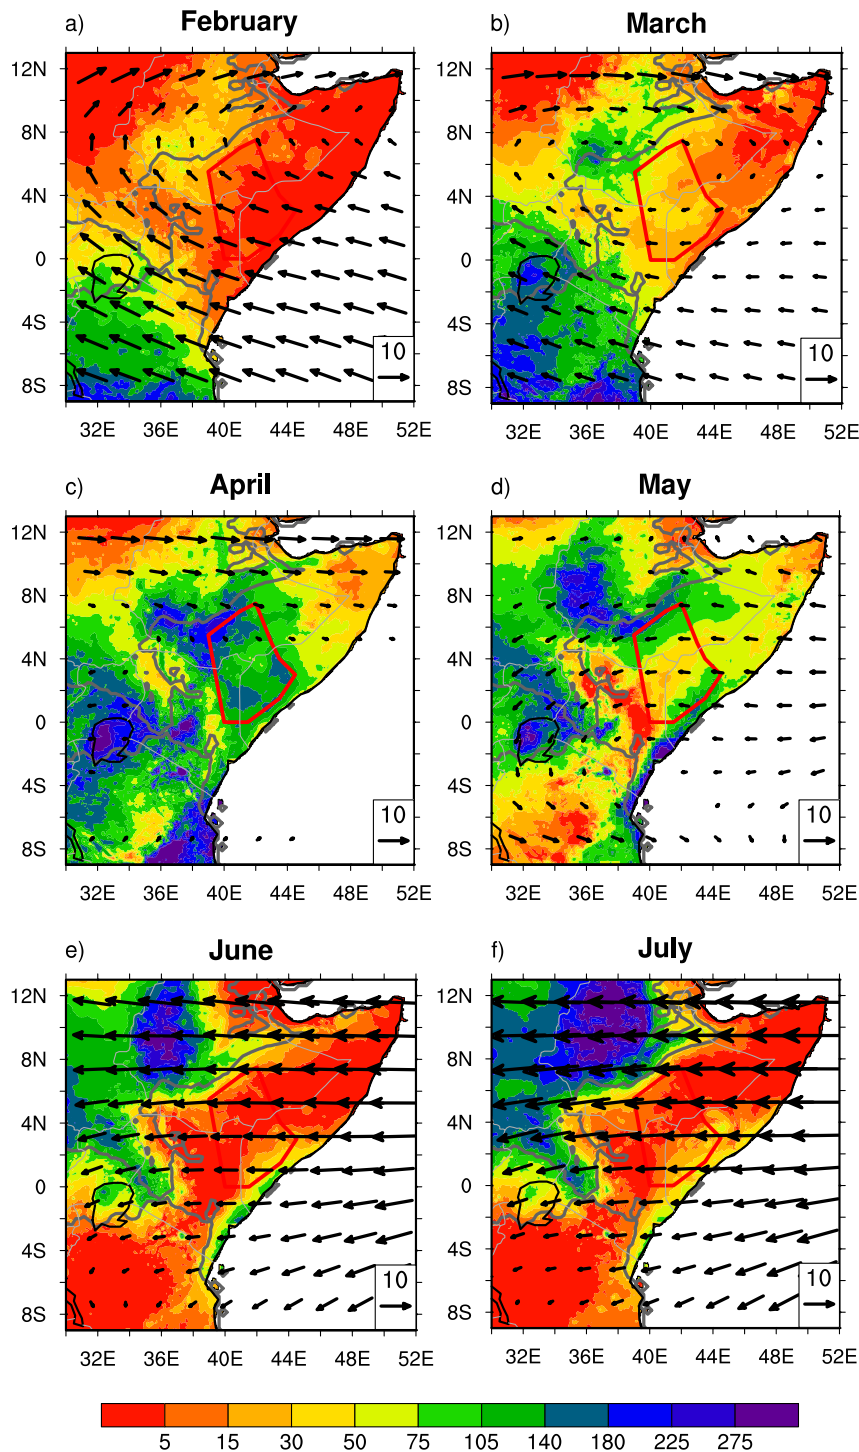 a) February
b) March
12N
8N
4N
0
4S
8S
10
32E 36E 40E 44E 48E 52E
12N
8N
4N
0
4S
8S
10
32E 36E 40E 44E 48E 52E
c) April
d) May
12N
8N
4N
0
4S
8S
10
32E 36E 40E 44E 48E 52E
12N
8N
4N
0
4S
8S
10
32E 36E 40E 44E 48E 52E
e) June
f) July
12N
8N
4N
0
4S
8S
10
32E 36E 40E 44E 48E 52E
12N
8N
4N
0
4S
8S
10
32E 36E 40E 44E 48E 52E
5 15 30 50 75 105 140 180 225 275